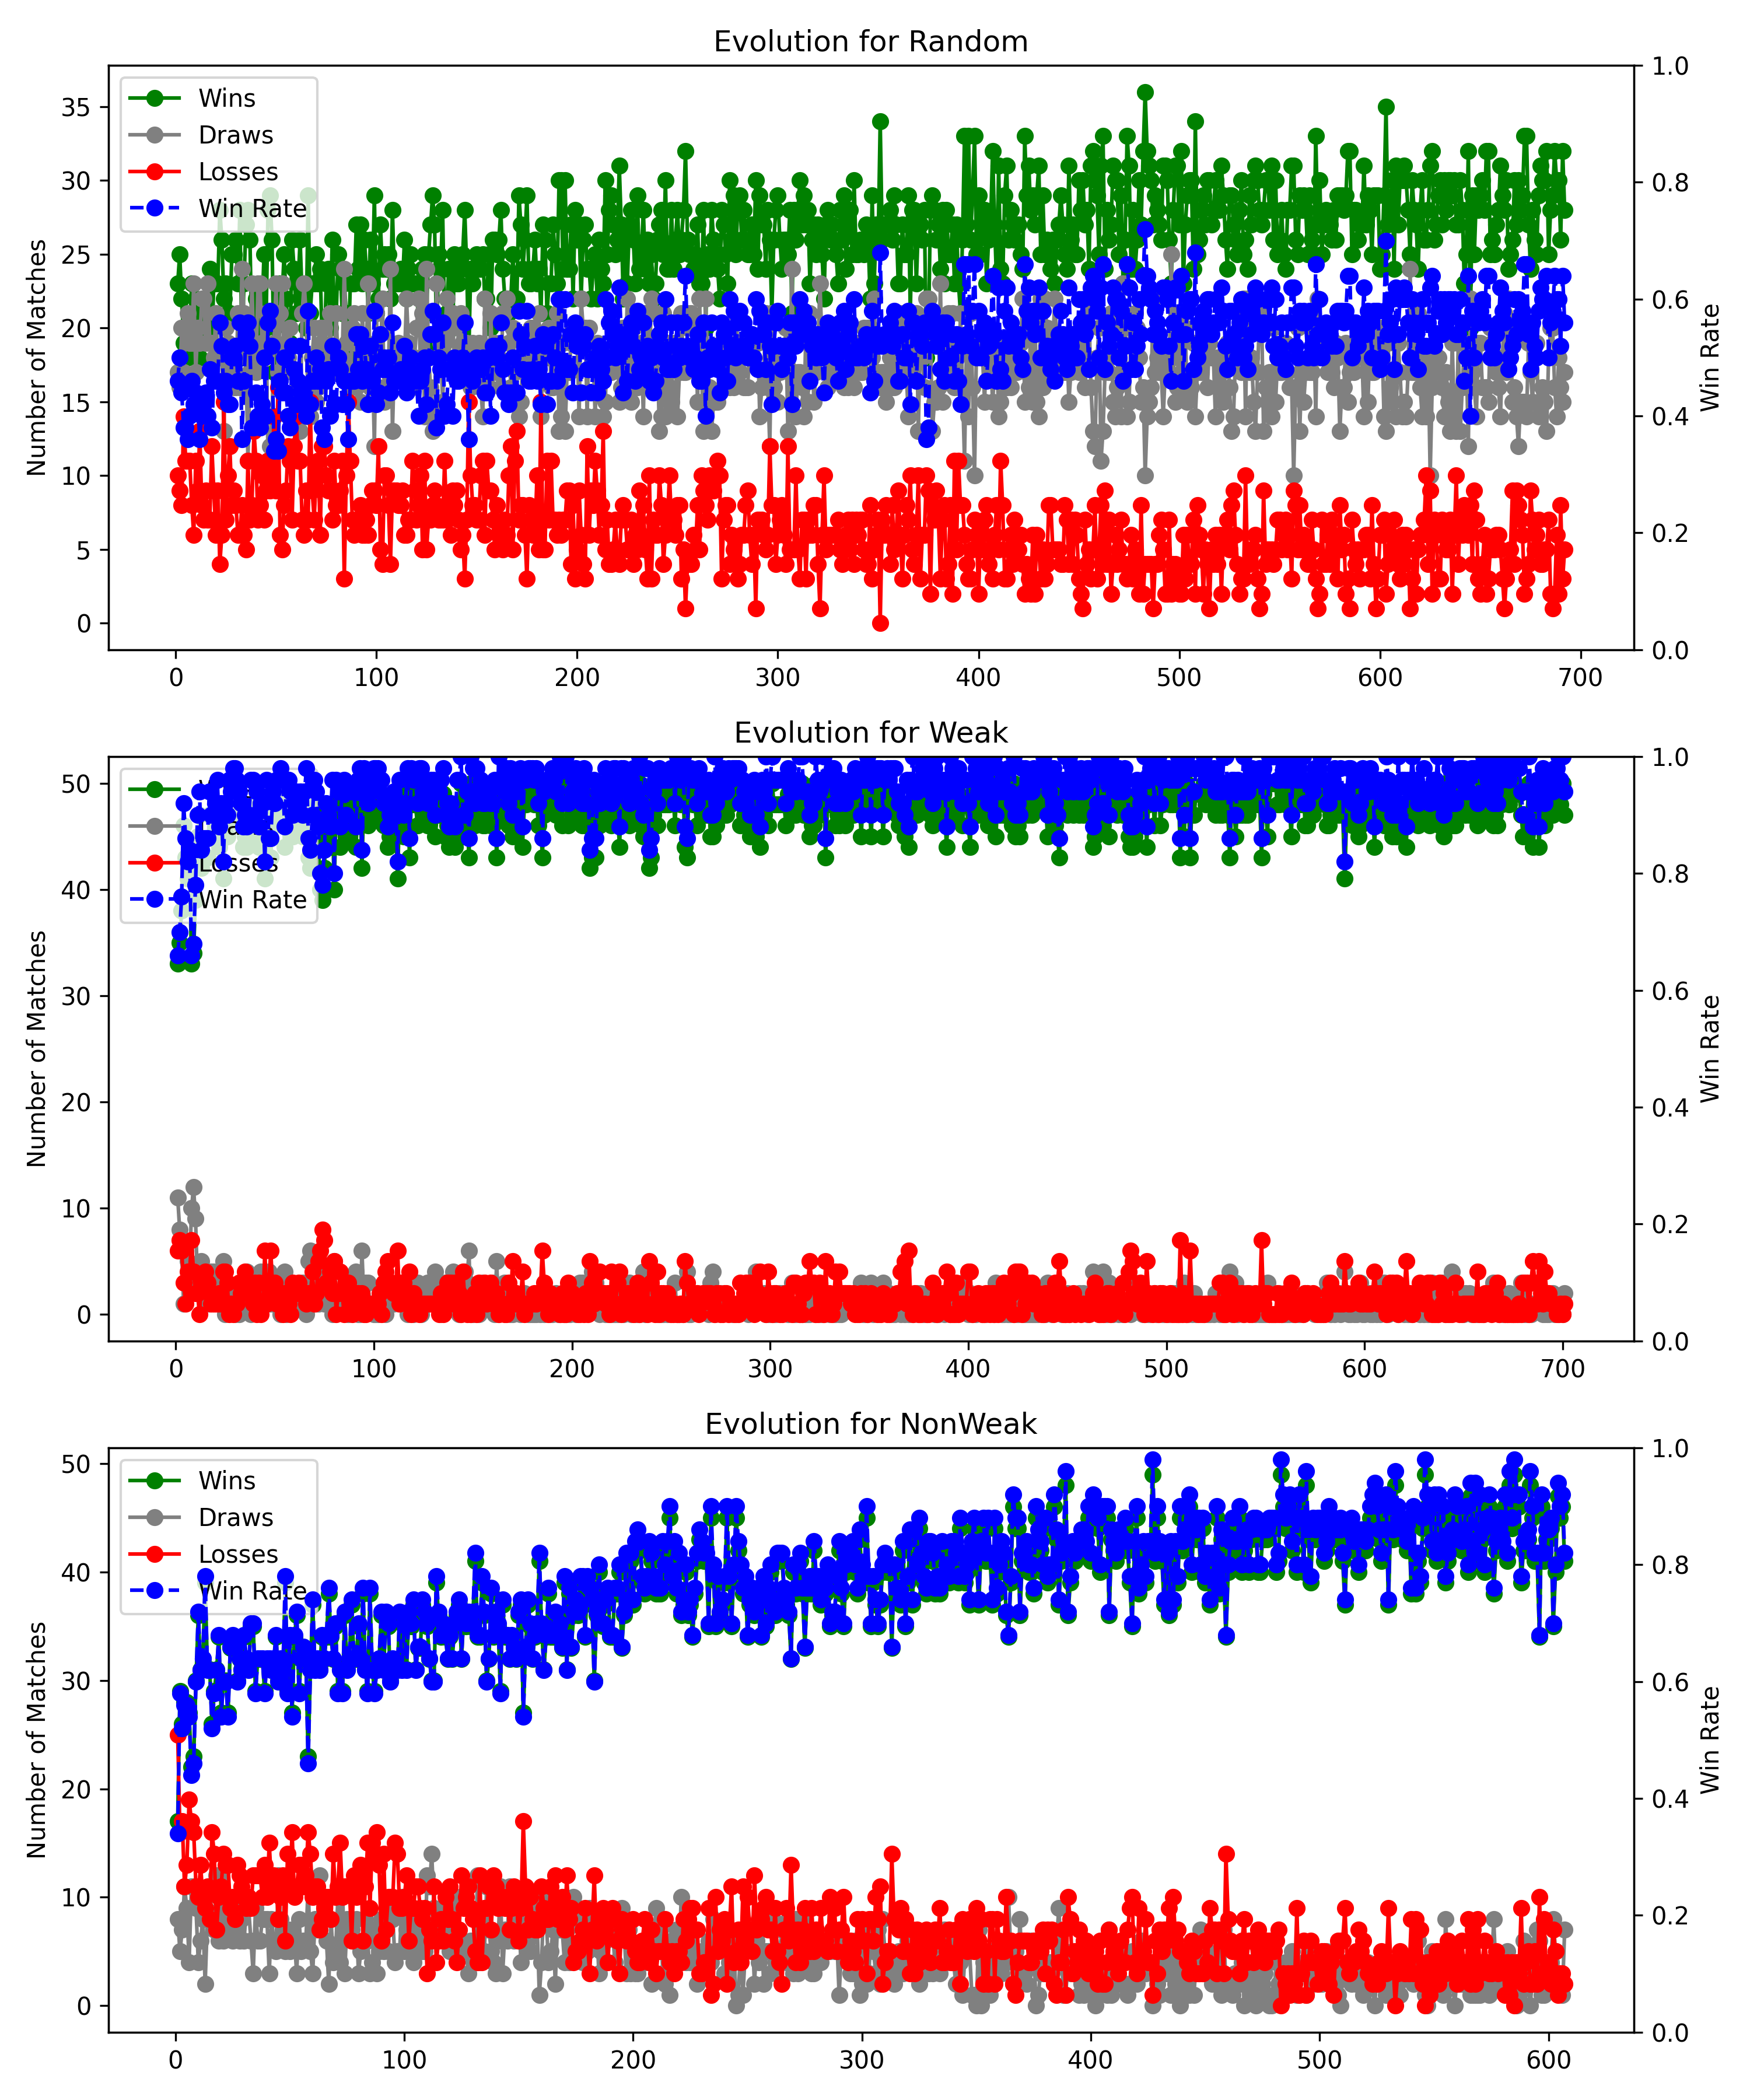 Evolution for Random
Number of Matches
35
30
25
20
15
10
5
0
Wins
Draws
Losses
Win Rate
1.0
0.8
0.6
0.4
0.2
0.0
Win Rate
0 100 200 300 400 500 600 700
Evolution for Weak
Number of Matches
50
40
30
20
10
0
Losses
Win Rate
1.0
0.8
0.6
0.4
0.2
0.0
Win Rate
0 100 200 300 400 500 600 700
Evolution for NonWeak
Number of Matches
50
40
30
20
10
0
Wins
Draws
Losses
Win Rate
1.0
0.8
0.6
0.4
0.2
0.0
Win Rate
0 100 200 300 400 500 600